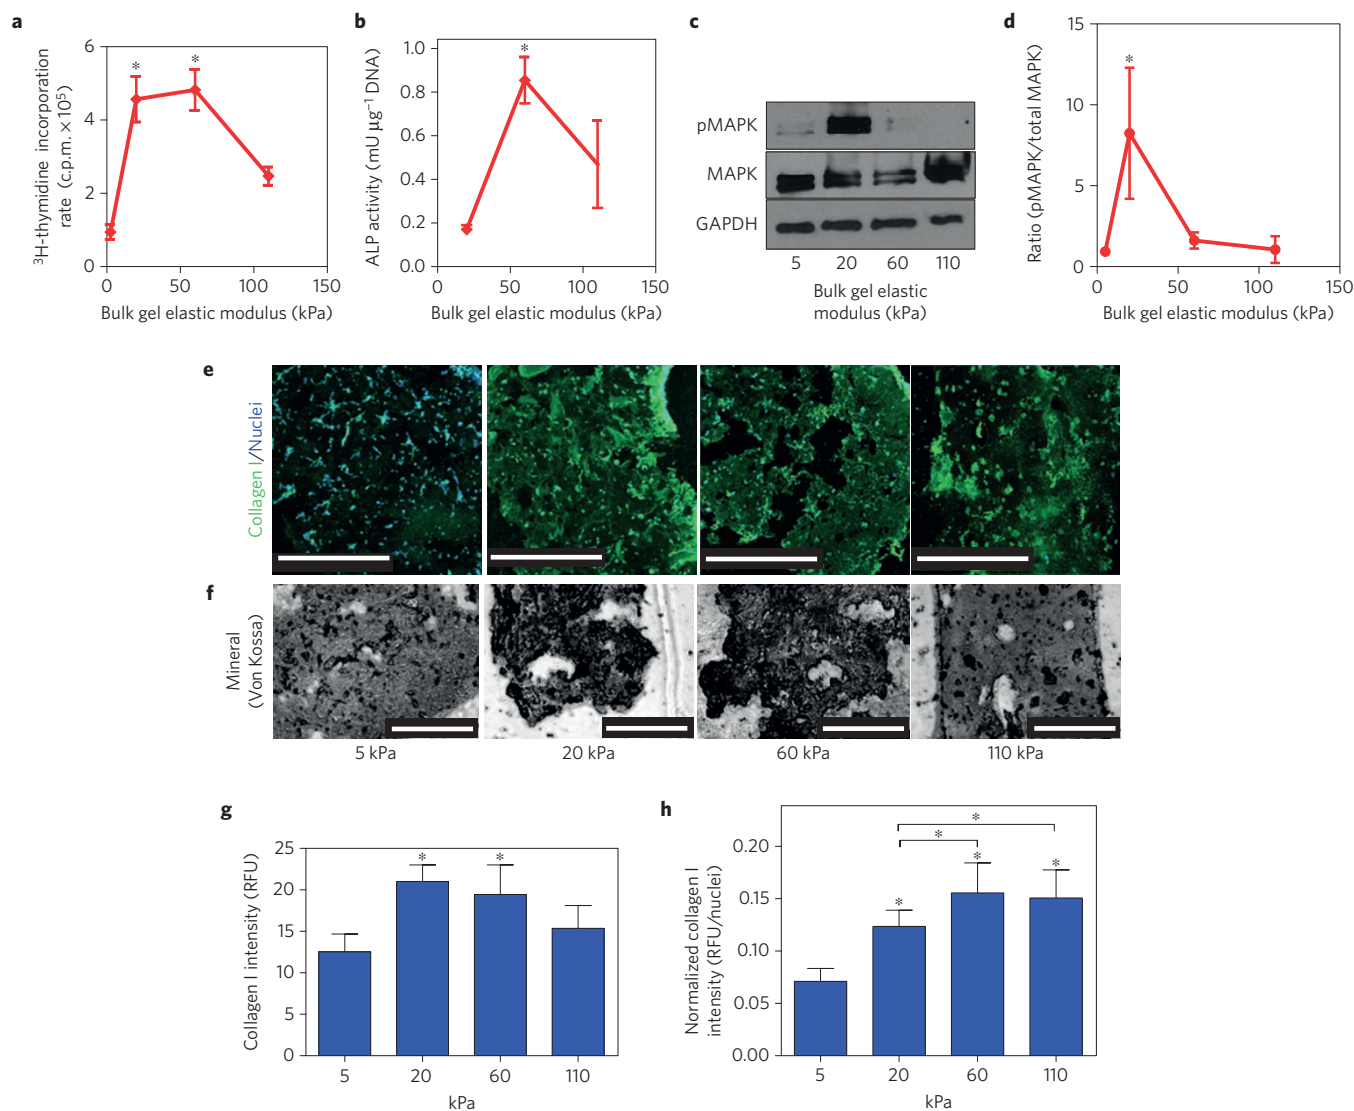 a
³H-thymidine incorporation
rate (c.p.m. × 10⁵)
6
4
2
0
*
*
0
50
100
150
Bulk gel elastic modulus (kPa)
b
ALP activity (mU μg⁻¹ DNA)
1.0
0.8
0.6
0.4
0.2
0.0
*
0
50
100
150
Bulk gel elastic modulus (kPa)
c
pMAPK
MAPK
GAPDH
5 20 60 110
Bulk gel elastic
modulus (kPa)
d
Ratio (pMAPK/total MAPK)
15
10
5
0
*
0
50
100
150
Bulk gel elastic modulus (kPa)
e
Collagen I/Nuclei
f
Mineral
(Von Kossa)
5 kPa
20 kPa
60 kPa
110 kPa
g
Collagen I intensity (RFU)
25
20
15
10
5
0
*
*
5 20 60 110
kPa
h
Normalized collagen I
intensity (RFU/nuclei)
0.20
0.15
0.10
0.05
0.00
*
*
*
*
*
5 20 60 110
kPa